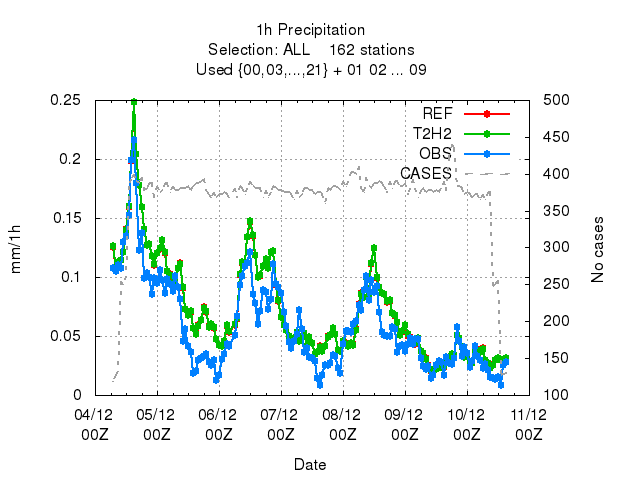 1h Precipitation
Selection: ALL    162 stations
Used {00,03,...,21} + 01 02 ... 09
0.25
0.2
0.15
0.1
0.05
0
500
450
400
350
300
250
200
150
100
REF
T2H2
OBS
CASES
mm/1h
No cases
04/12 05/12 06/12 07/12 08/12 09/12 10/12 11/12
00Z 00Z 00Z 00Z 00Z 00Z 00Z 00Z
Date